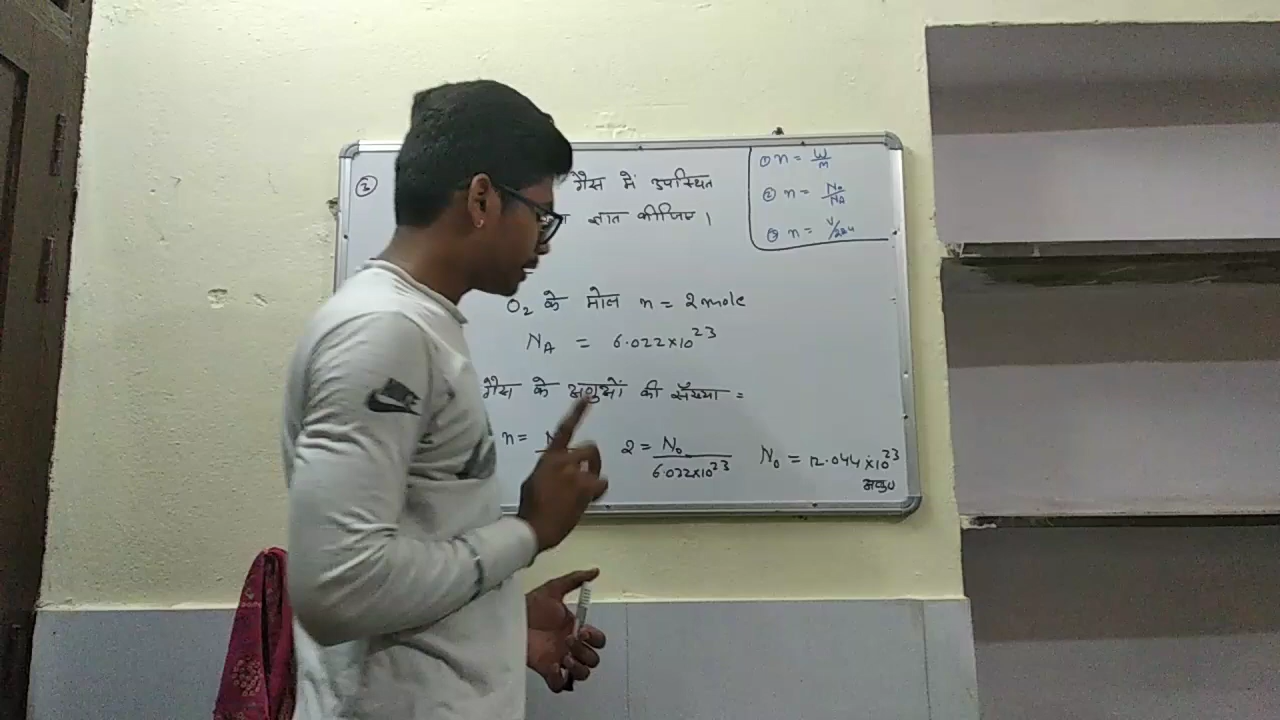 ②
गैस में उपस्थित
ज्ञात कीजिए ।
① n = W/M
② n = N₀/NA
③ n = V/22.4
O₂ के मोल n = 2 mole
NA = 6.022×10²³
गैस के अणुओं की सँख्या =
n =
2 = N₀/6.022×10²³
N₀ = 12.044×10²³
अणु